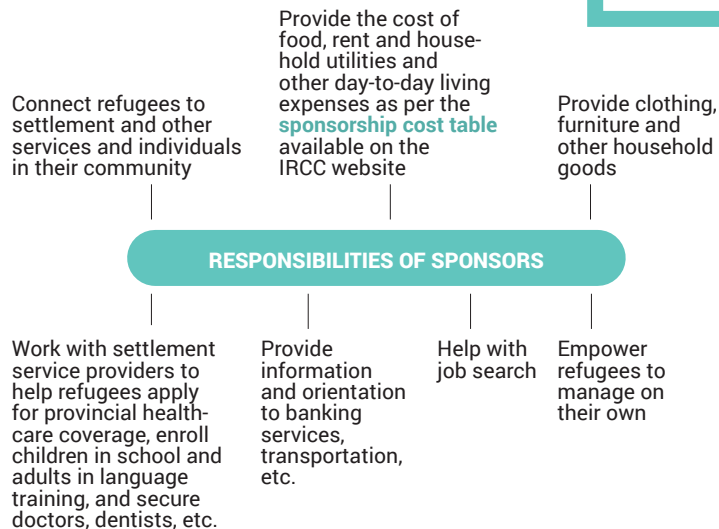 Connect refugees to
settlement and other
services and individuals
in their community
Provide the cost of
food, rent and house-
hold utilities and
other day-to-day living
expenses as per the
sponsorship cost table
available on the
IRCC website
Provide clothing,
furniture and
other household
goods
RESPONSIBILITIES OF SPONSORS
Work with settlement
service providers to
help refugees apply
for provincial health-
care coverage, enroll
children in school and
adults in language
training, and secure
doctors, dentists, etc.
Provide
information
and orientation
to banking
services,
transportation,
etc.
Help with
job search
Empower
refugees to
manage on
their own